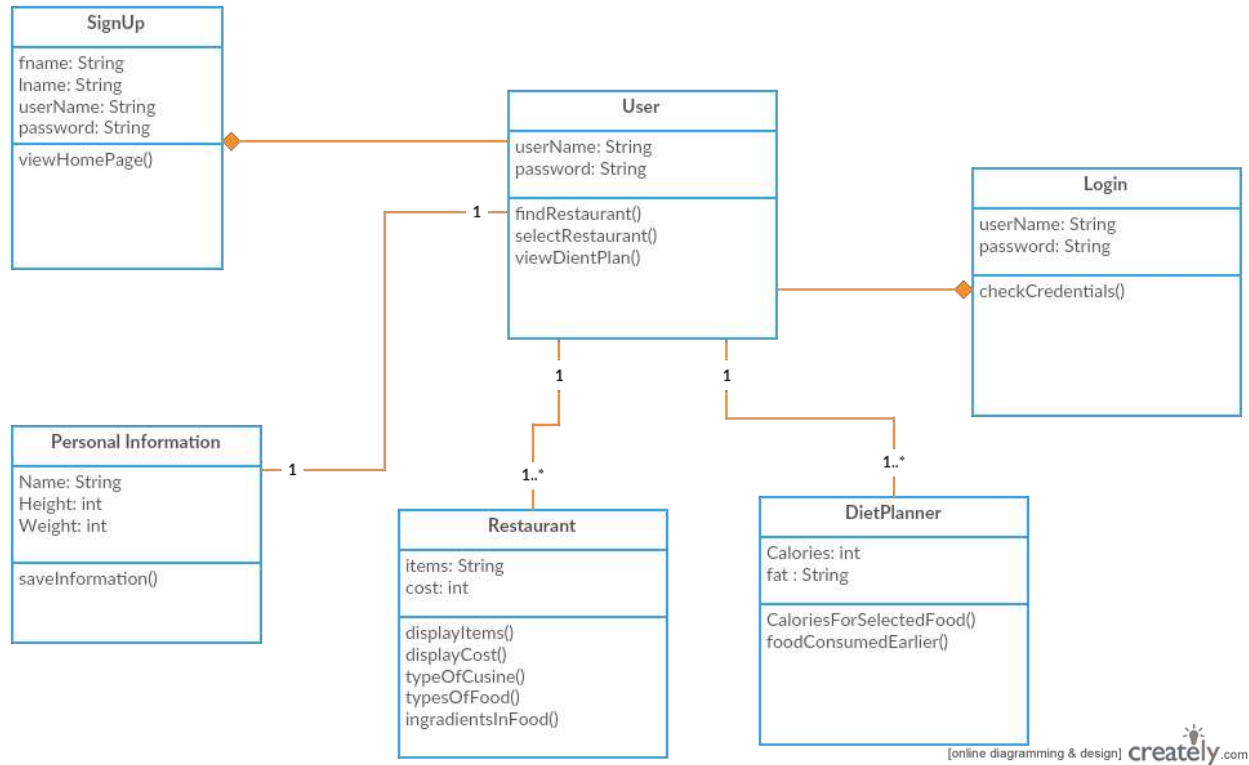 SignUp
fname: String
lname: String
userName: String
password: String
viewHomePage()
User
userName: String
password: String
findRestaurant()
selectRestaurant()
viewDientPlan()
Login
userName: String
password: String
checkCredentials()
1
1
1
1
Personal Information
Name: String
Height: int
Weight: int
saveInformation()
1..*
1..*
Restaurant
items: String
cost: int
displayItems()
displayCost()
typeOfCusine()
typesOfFood()
ingradientsInFood()
DietPlanner
Calories: int
fat : String
CaloriesForSelectedFood()
foodConsumedEarlier()
[online diagramming & design] creately.com